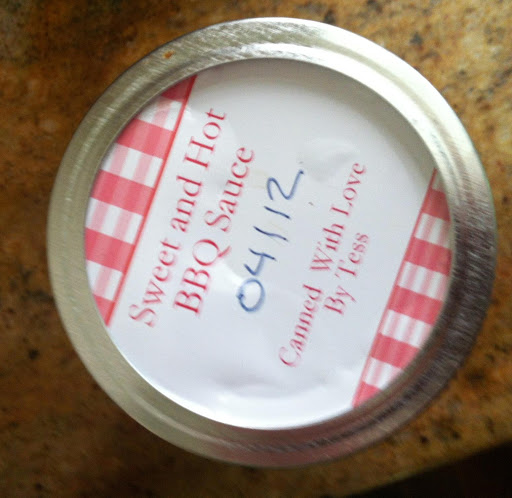 Sweet and Hot
BBQ Sauce
04/12
Canned With Love
By Tess